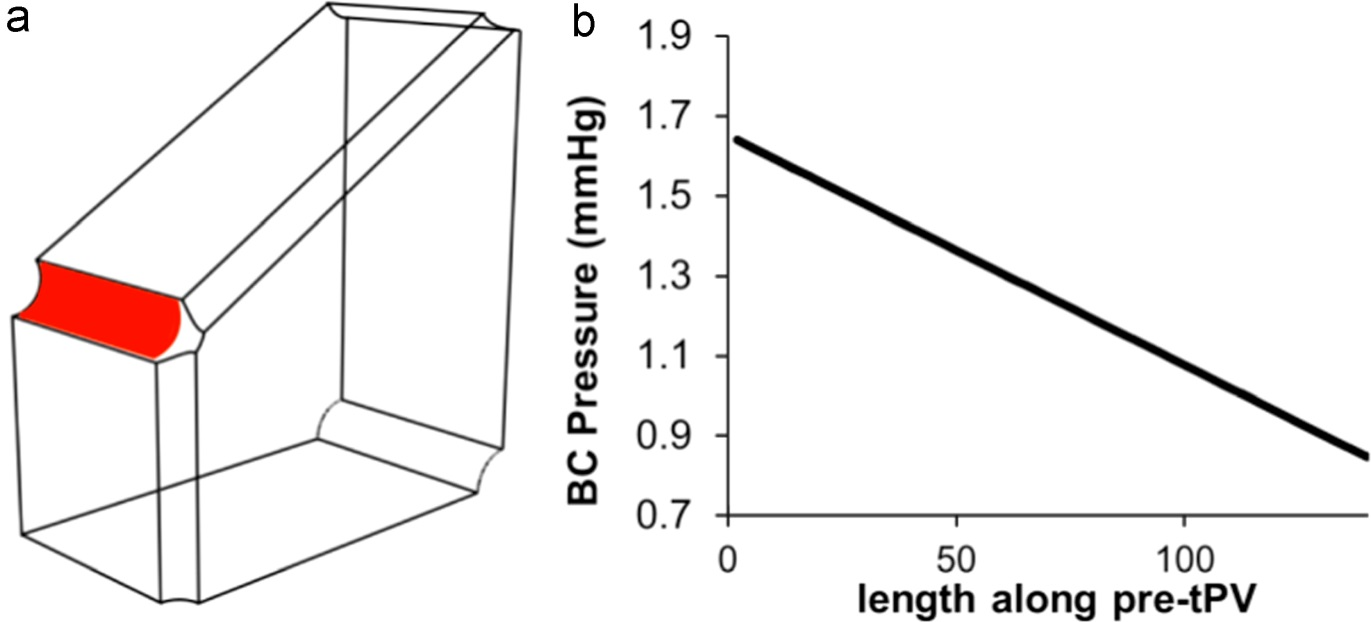 a
b
BC Pressure (mmHg)
1.9
1.7
1.5
1.3
1.1
0.9
0.7
0
50
100
length along pre-tPV